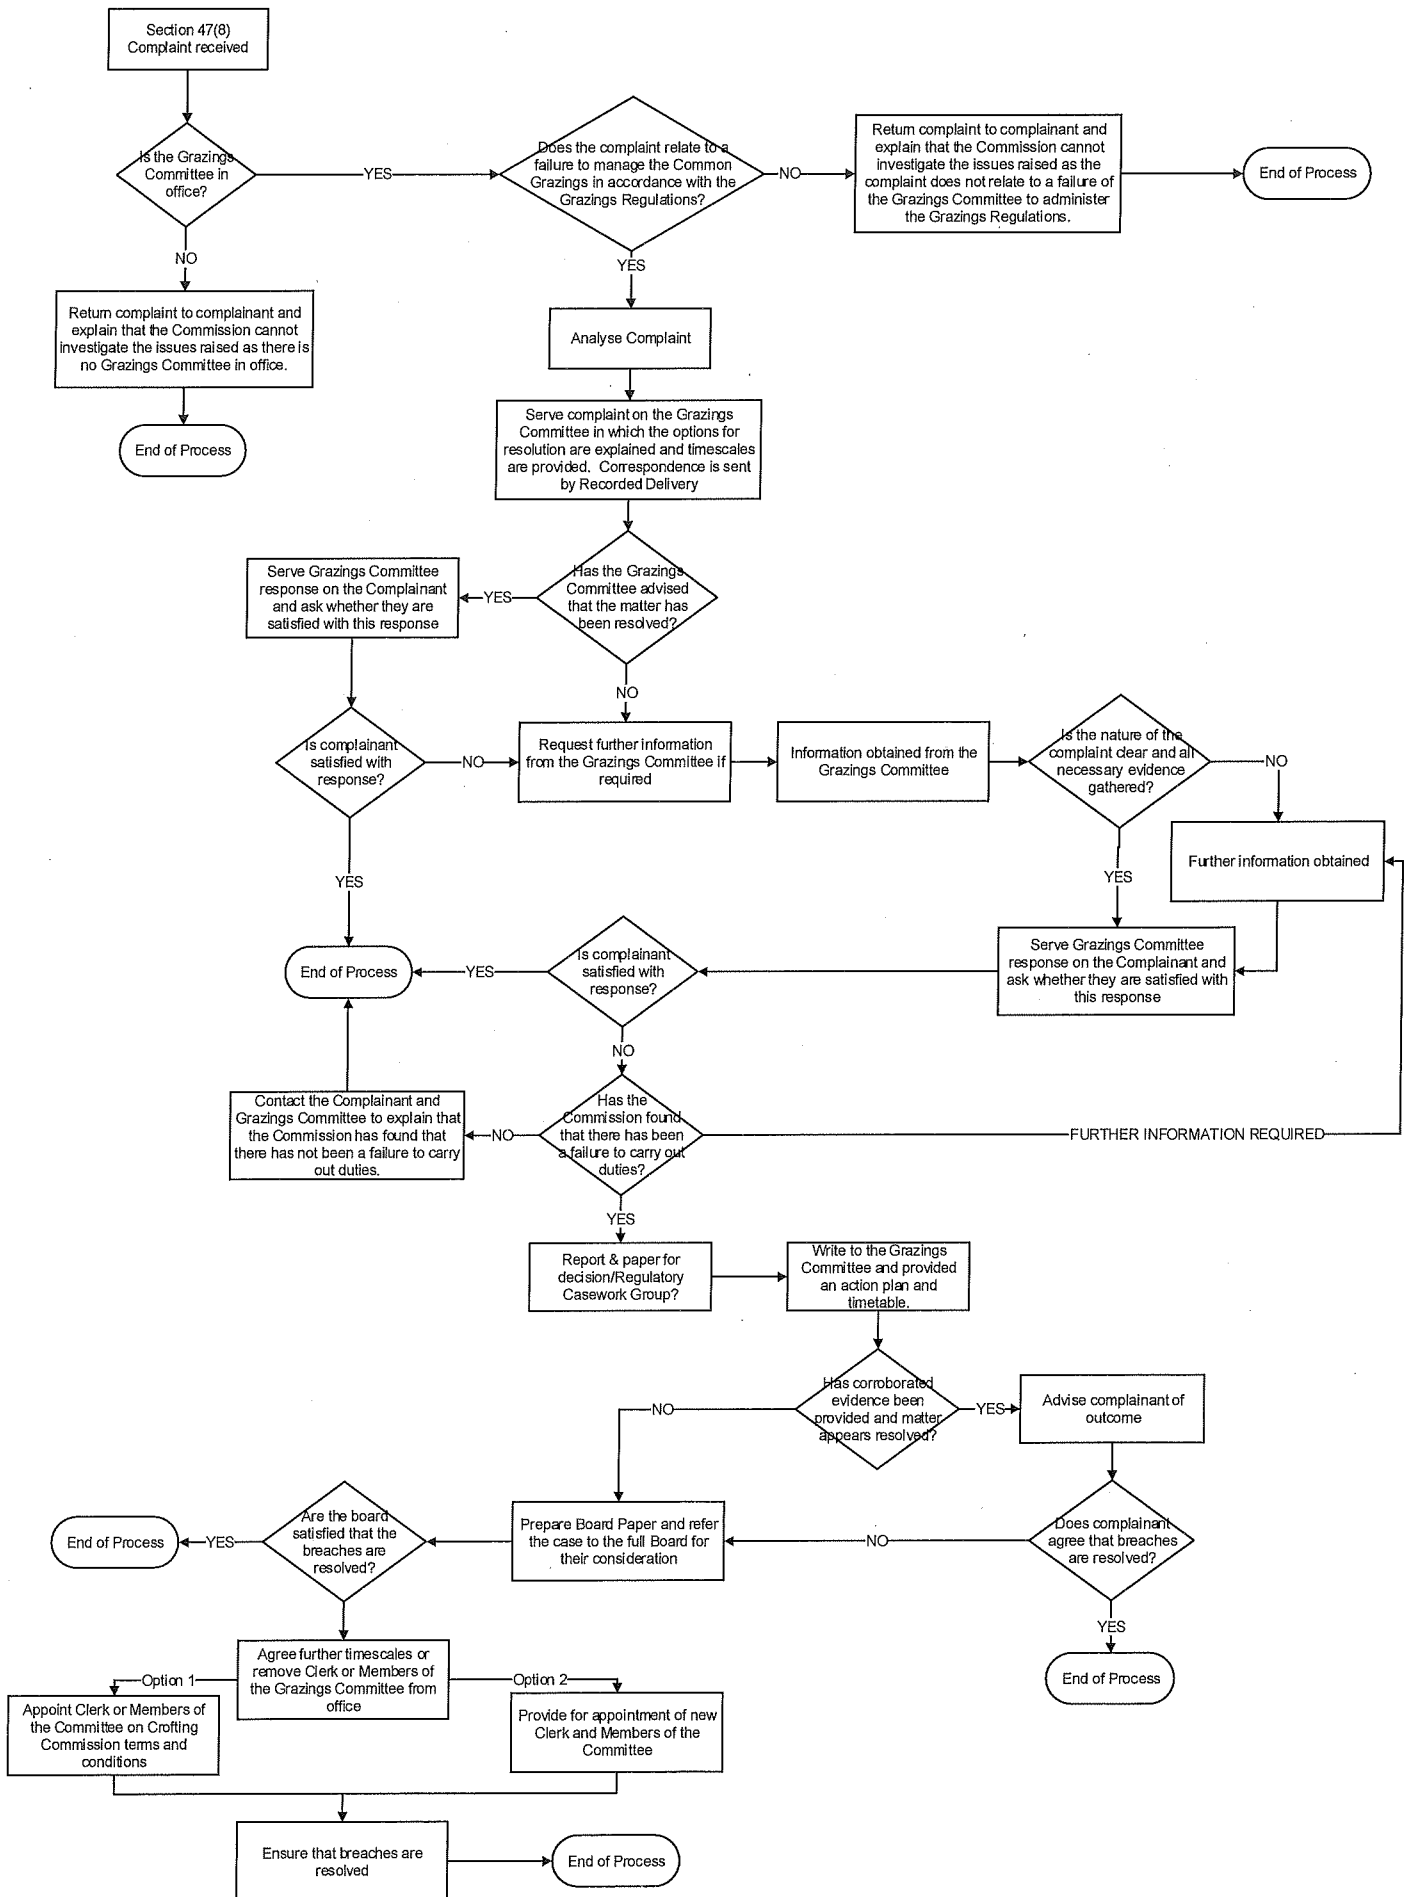 Section 47(8)
Complaint received
Is the Grazings
Committee in
office?
YES
Does the complaint relate to a
failure to manage the Common
Grazings in accordance with the
Grazings Regulations?
NO
Return complaint to complainant and
explain that the Commission cannot
investigate the issues raised as the
complaint does not relate to a failure of
the Grazings Committee to administer
the Grazings Regulations.
End of Process
NO
Return complaint to complainant and
explain that the Commission cannot
investigate the issues raised as there is
no Grazings Committee in office.
End of Process
YES
Analyse Complaint
Serve complaint on the Grazings
Committee in which the options for
resolution are explained and timescales
are provided. Correspondence is sent
by Recorded Delivery
Has the Grazings
Committee advised
that the matter has
been resolved?
YES
Serve Grazings Committee
response on the Complainant
and ask whether they are
satisfied with this response
NO
Is complainant
satisfied with
response?
NO
Request further information
from the Grazings Committee if
required
Information obtained from the
Grazings Committee
Is the nature of the
complaint clear and all
necessary evidence
gathered?
NO
Further information obtained
YES
YES
Serve Grazings Committee
response on the Complainant and
ask whether they are satisfied with
this response
Is complainant
satisfied with
response?
YES
End of Process
NO
Has the
Commission found
that there has been
a failure to carry out
duties?
NO
Contact the Complainant and
Grazings Committee to explain that
the Commission has found that
there has not been a failure to carry
out duties.
FURTHER INFORMATION REQUIRED
YES
Report & paper for
decision/Regulatory
Casework Group?
Write to the Grazings
Committee and provided
an action plan and
timetable.
Has corroborated
evidence been
provided and matter
appears resolved?
NO
YES
Advise complainant of
outcome
Does complainant
agree that breaches
are resolved?
NO
YES
End of Process
Prepare Board Paper and refer
the case to the full Board for
their consideration
Are the board
satisfied that the
breaches are
resolved?
YES
End of Process
Agree further timescales or
remove Clerk or Members of
the Grazings Committee from
office
Option 1
Option 2
Appoint Clerk or Members of
the Committee on Crofting
Commission terms and
conditions
Provide for appointment of new
Clerk and Members of the
Committee
Ensure that breaches are
resolved
End of Process